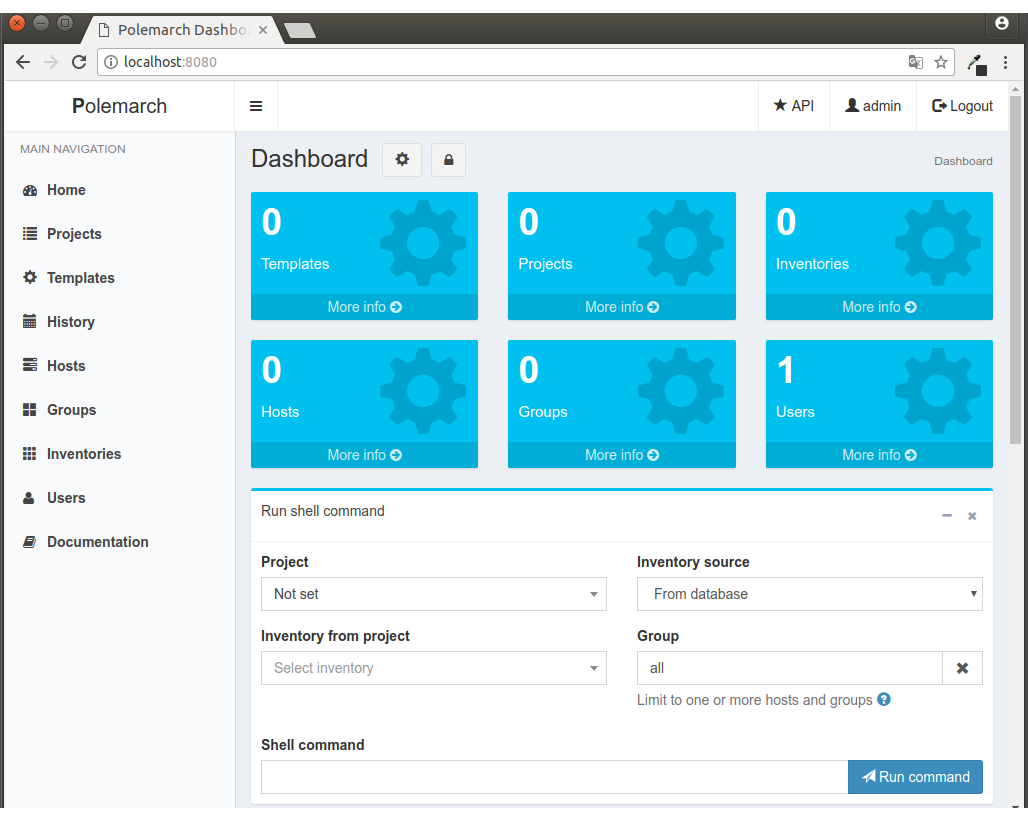 Polemarch Dashbo
localhost:8080
Polemarch
API
admin
Logout
MAIN NAVIGATION
Home
Projects
Templates
History
Hosts
Groups
Inventories
Users
Documentation
Dashboard
Dashboard
0
Templates
More info
0
Projects
More info
0
Inventories
More info
0
Hosts
More info
0
Groups
More info
1
Users
More info
Run shell command
Project
Not set
Inventory source
From database
Inventory from project
Select inventory
Group
all
Limit to one or more hosts and groups
Shell command
Run command